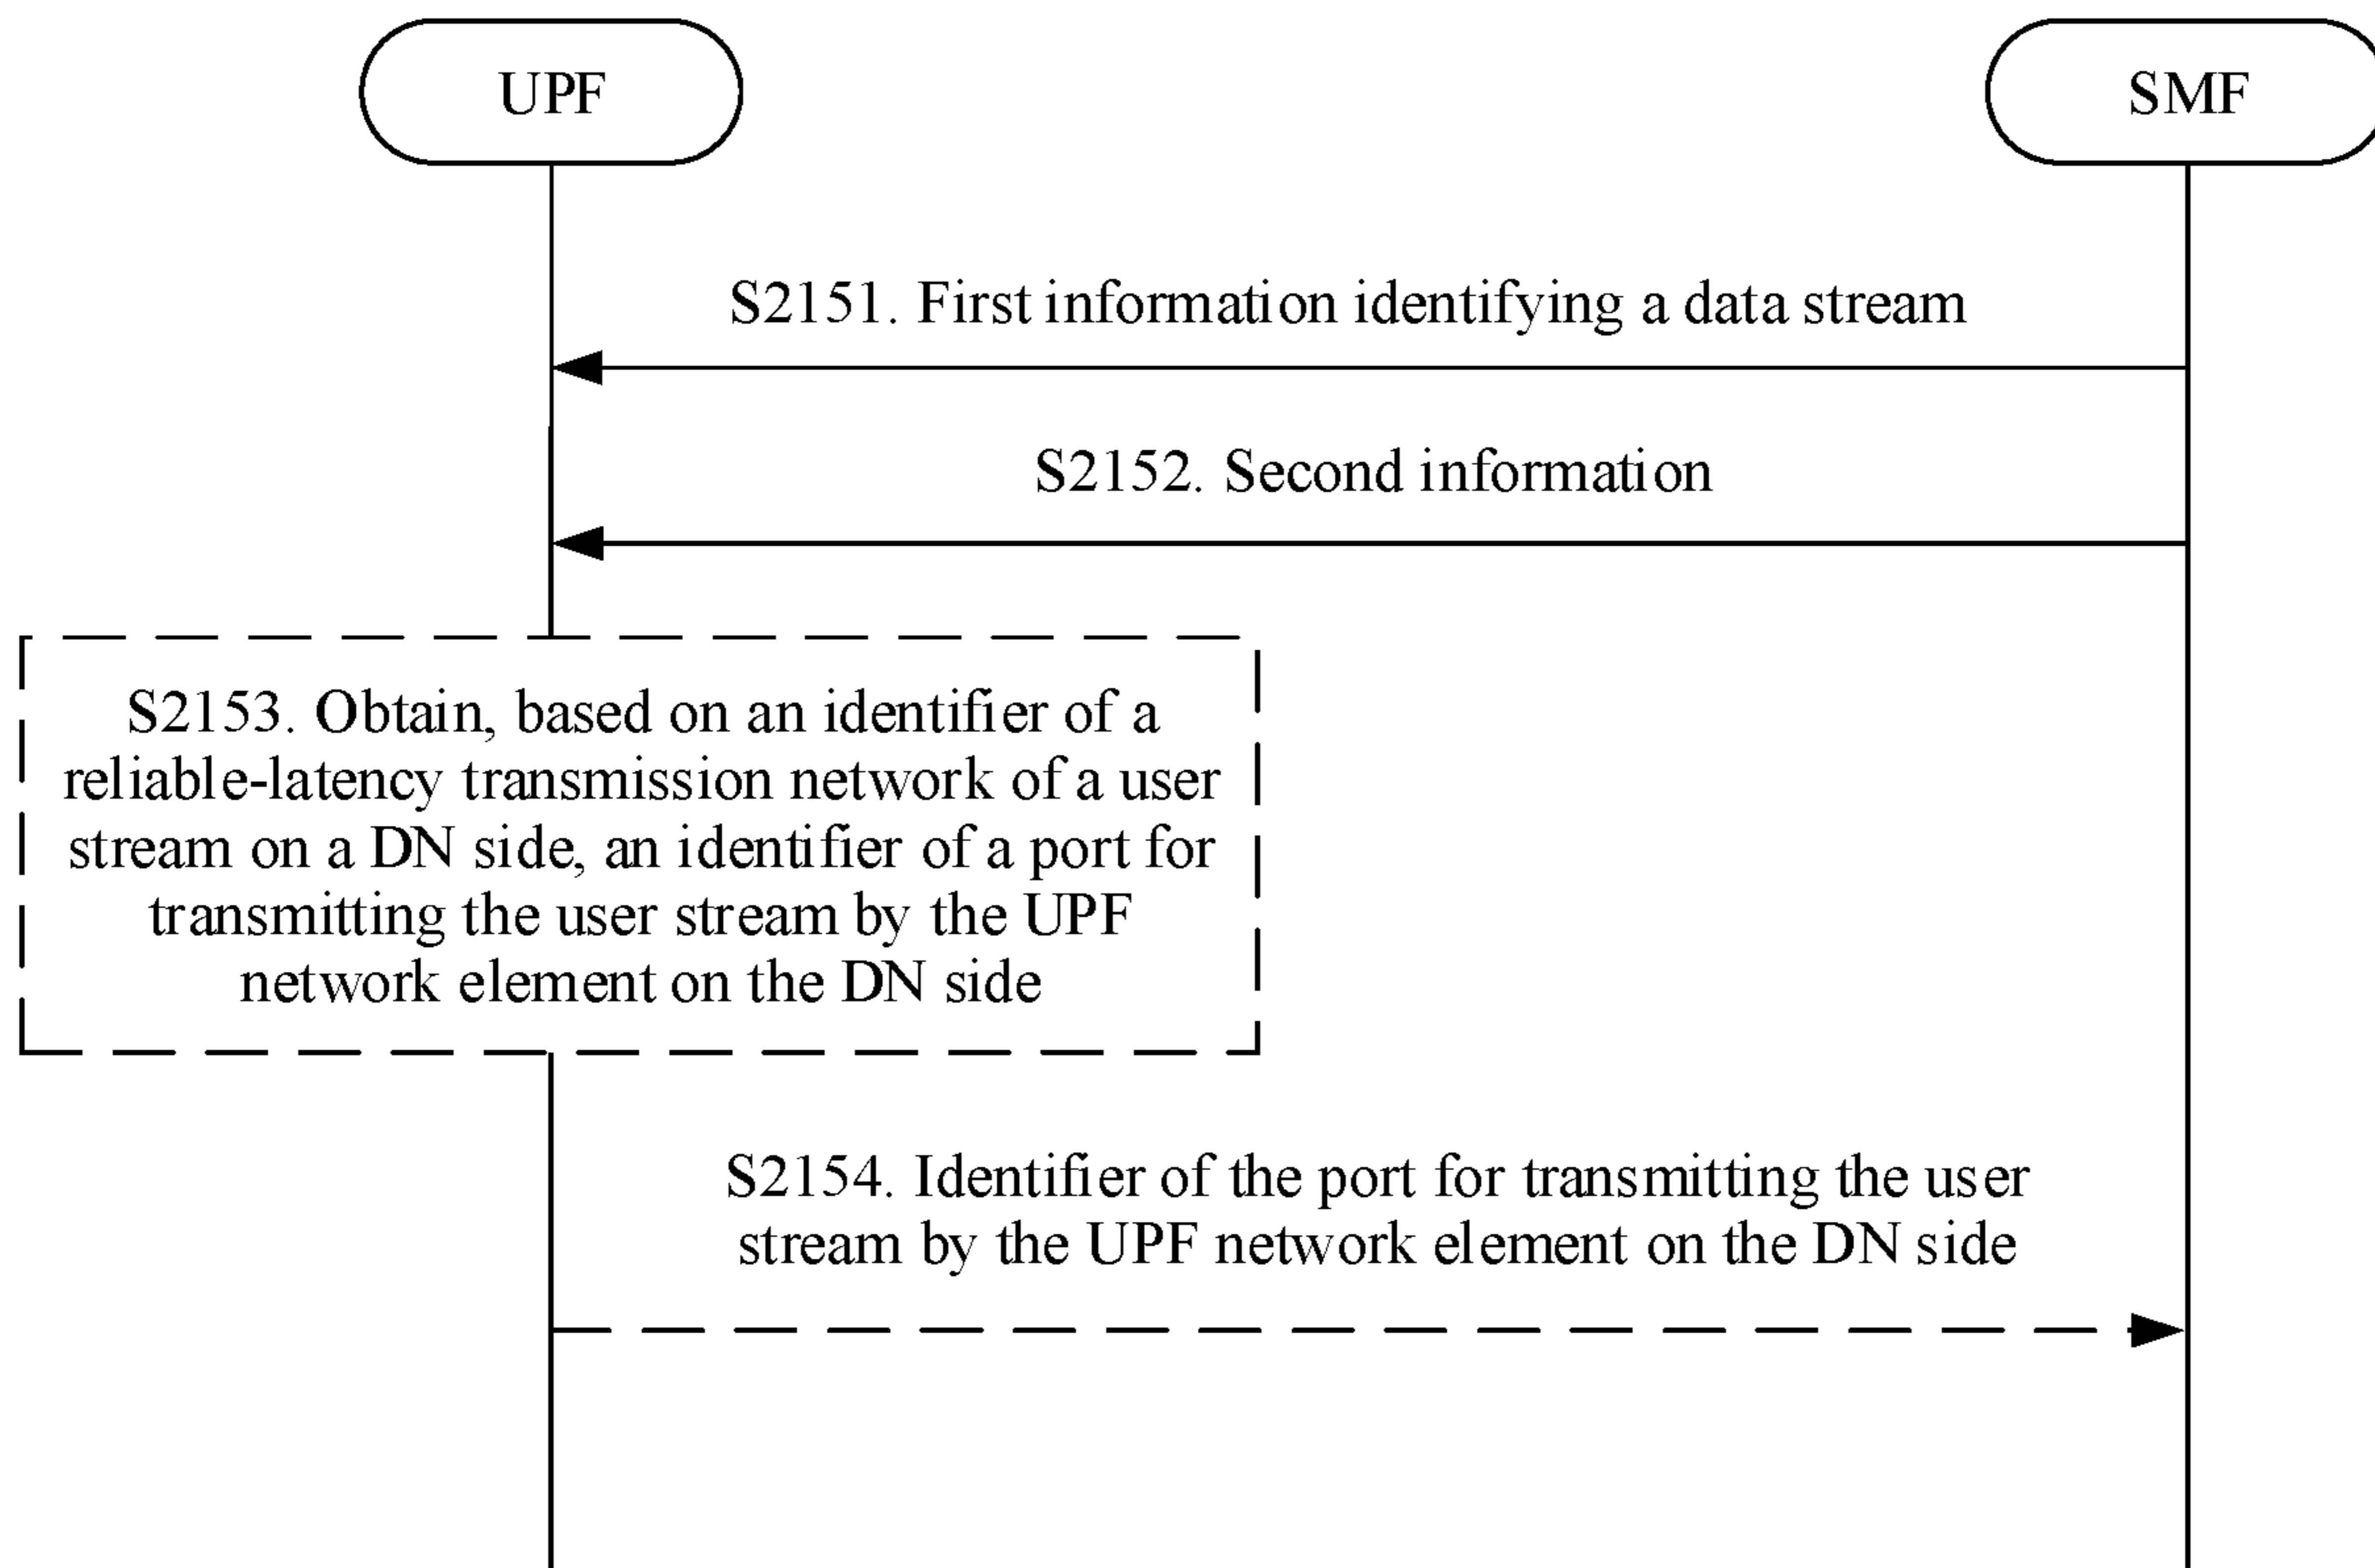 UPF
SMF
S2151. First information identifying a data stream
S2152. Second information
S2153. Obtain, based on an identifier of a
reliable-latency transmission network of a user
stream on a DN side, an identifier of a port for
transmitting the user stream by the UPF
network element on the DN side
S2154. Identifier of the port for transmitting the user
stream by the UPF network element on the DN side